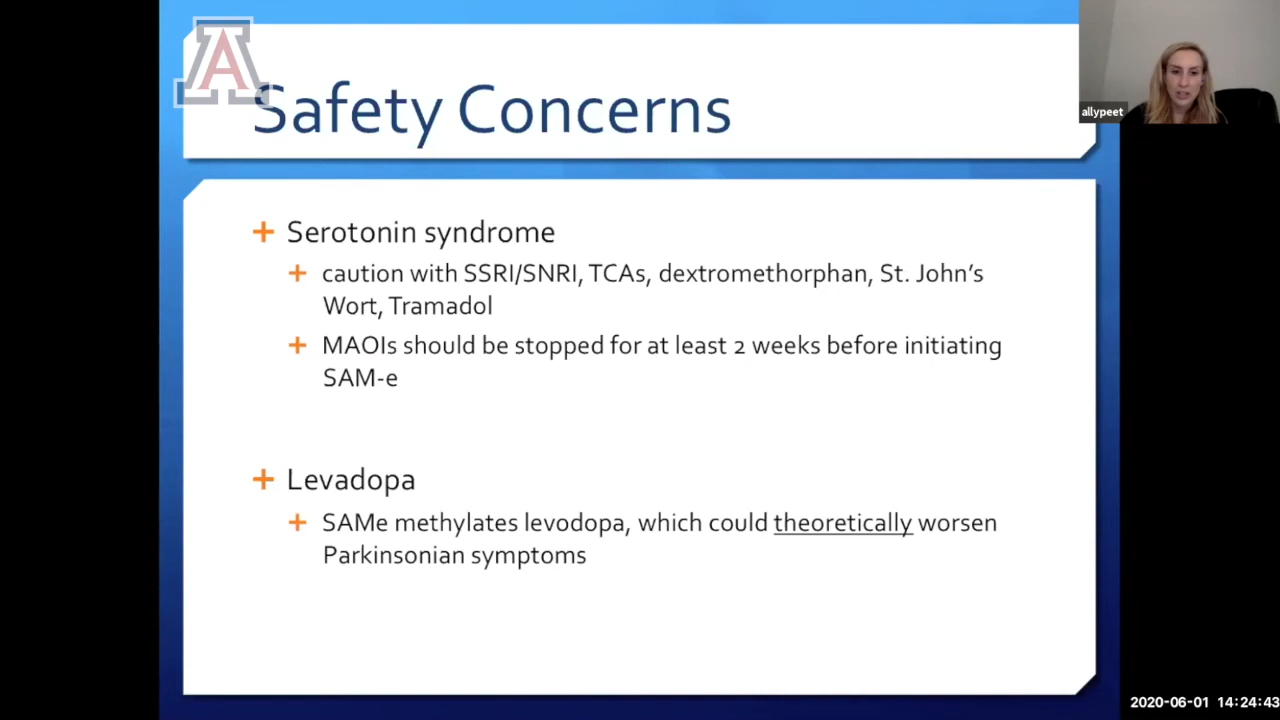 A
Safety Concerns
allypeet
+ Serotonin syndrome
+ caution with SSRI/SNRI, TCAs, dextromethorphan, St. John's
Wort, Tramadol
+ MAOIs should be stopped for at least 2 weeks before initiating
SAM-e
+ Levadopa
+ SAMe methylates levodopa, which could theoretically worsen
Parkinsonian symptoms
2020-06-01 14:24:43